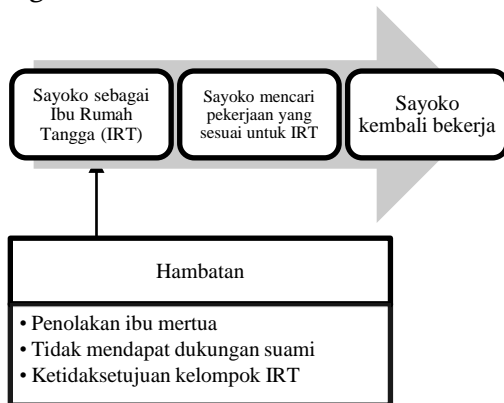 Sayoko sebagai
Ibu Rumah
Tangga (IRT)
Sayoko mencari
pekerjaan yang
sesuai untuk IRT
Sayoko
kembali bekerja
Hambatan
• Penolakan ibu mertua
• Tidak mendapat dukungan suami
• Ketidaksetujuan kelompok IRT